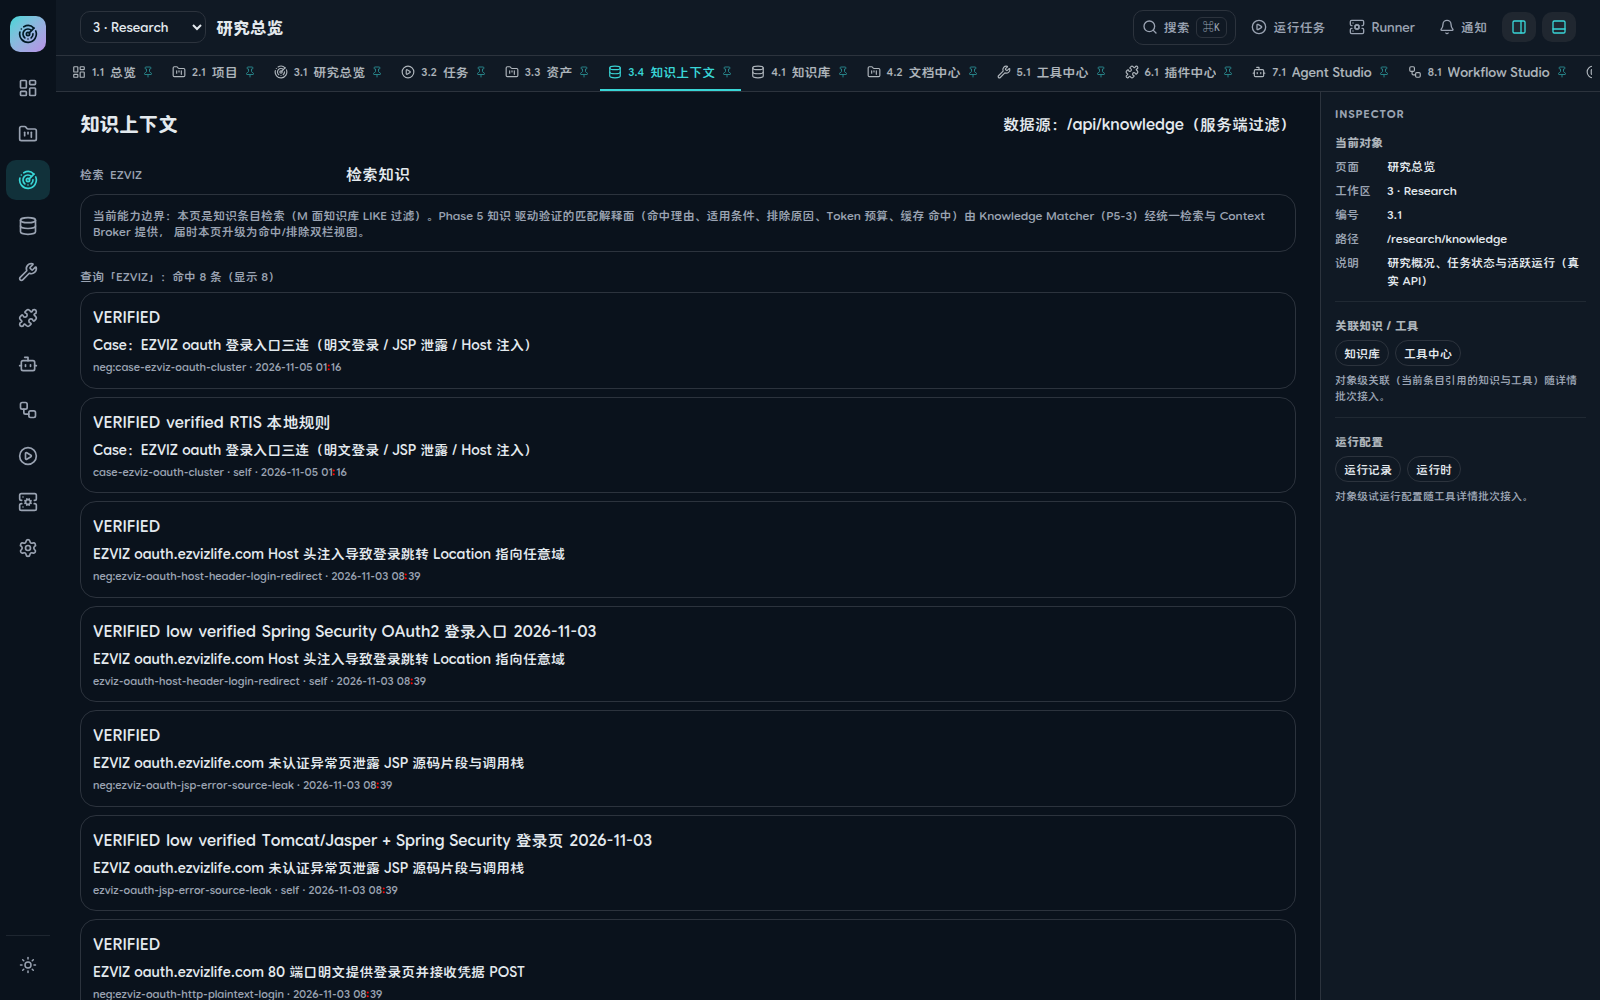 3 · Research
研究总览
搜索 ⌘K
运行任务
Runner
通知
1.1 总览
2.1 项目
3.1 研究总览
3.2 任务
3.3 资产
3.4 知识上下文
4.1 知识库
4.2 文档中心
5.1 工具中心
6.1 插件中心
7.1 Agent Studio
8.1 Workflow Studio
知识上下文
数据源：/api/knowledge（服务端过滤）
检索 EZVIZ
检索知识
当前能力边界：本页是知识条目检索（M 面知识库 LIKE 过滤）。Phase 5 知识 驱动验证的匹配解释面（命中理由、适用条件、排除原因、Token 预算、缓存 命中）由 Knowledge Matcher（P5-3）经统一检索与 Context
Broker 提供， 届时本页升级为命中/排除双栏视图。
查询「EZVIZ」：命中 8 条（显示 8）
VERIFIED
Case：EZVIZ oauth 登录入口三连（明文登录 / JSP 泄露 / Host 注入）
neg:case-ezviz-oauth-cluster · 2026-11-05 01:16
VERIFIED verified RTIS 本地规则
Case：EZVIZ oauth 登录入口三连（明文登录 / JSP 泄露 / Host 注入）
case-ezviz-oauth-cluster · self · 2026-11-05 01:16
VERIFIED
EZVIZ oauth.ezvizlife.com Host 头注入导致登录跳转 Location 指向任意域
neg:ezviz-oauth-host-header-login-redirect · 2026-11-03 08:39
VERIFIED low verified Spring Security OAuth2 登录入口 2026-11-03
EZVIZ oauth.ezvizlife.com Host 头注入导致登录跳转 Location 指向任意域
ezviz-oauth-host-header-login-redirect · self · 2026-11-03 08:39
VERIFIED
EZVIZ oauth.ezvizlife.com 未认证异常页泄露 JSP 源码片段与调用栈
neg:ezviz-oauth-jsp-error-source-leak · 2026-11-03 08:39
VERIFIED low verified Tomcat/Jasper + Spring Security 登录页 2026-11-03
EZVIZ oauth.ezvizlife.com 未认证异常页泄露 JSP 源码片段与调用栈
ezviz-oauth-jsp-error-source-leak · self · 2026-11-03 08:39
VERIFIED
EZVIZ oauth.ezvizlife.com 80 端口明文提供登录页并接收凭据 POST
neg:ezviz-oauth-http-plaintext-login · 2026-11-03 08:39
INSPECTOR
当前对象
页面 研究总览
工作区 3 · Research
编号 3.1
路径 /research/knowledge
说明 研究概况、任务状态与活跃运行（真
实 API）
关联知识 / 工具
知识库
工具中心
对象级关联（当前条目引用的知识与工具）随详情
批次接入。
运行配置
运行记录
运行时
对象级试运行配置随工具详情批次接入。